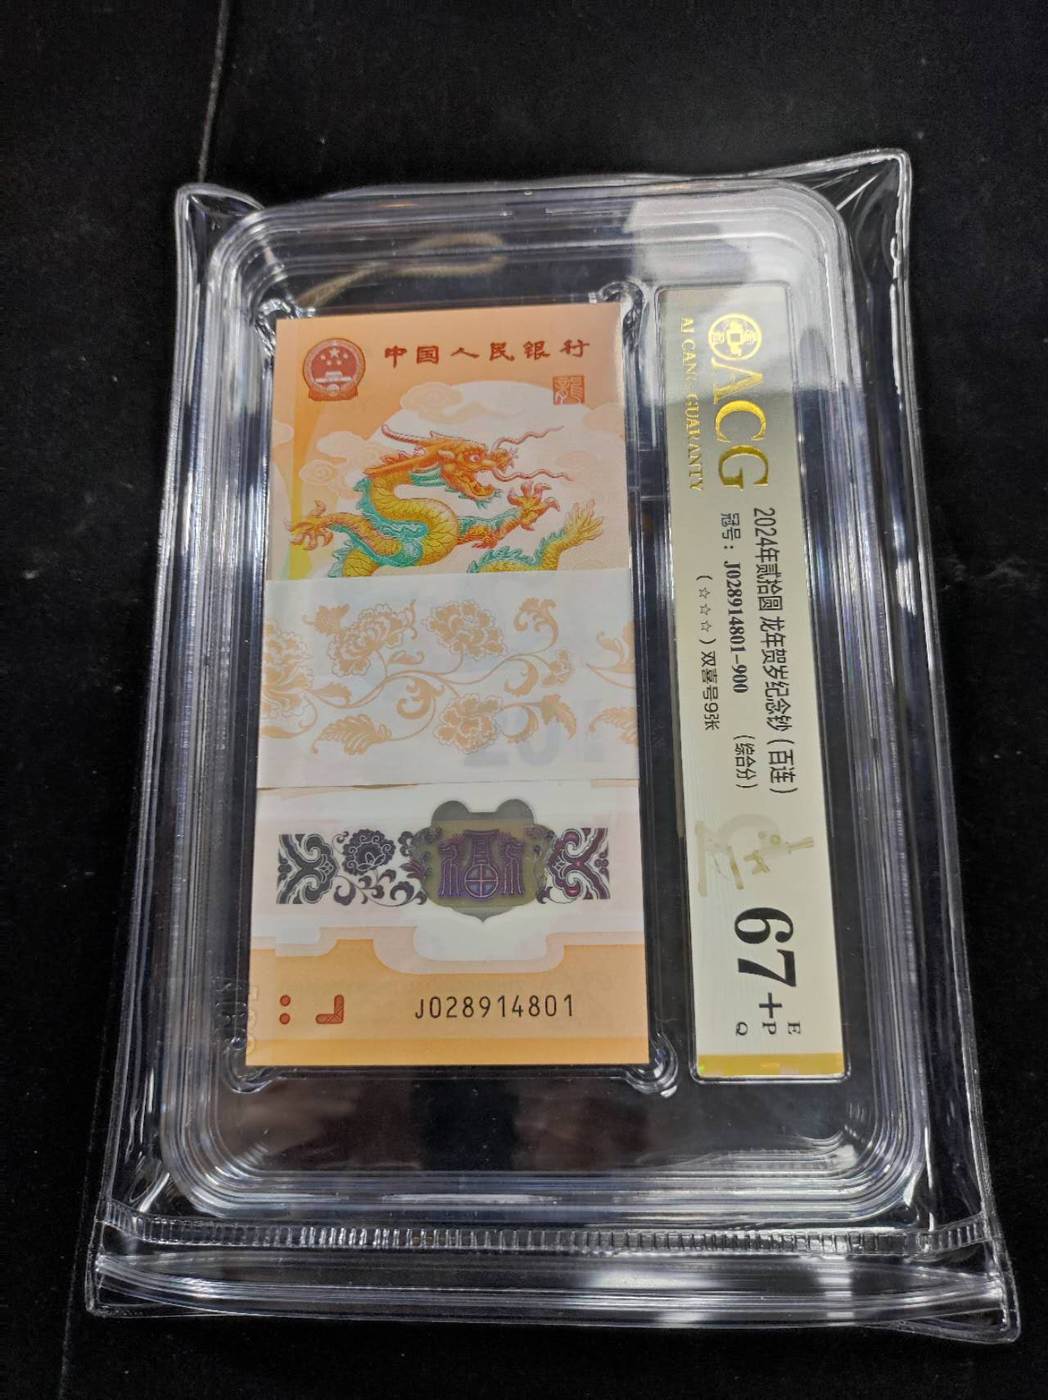 中国人民银行
J028914801
ACG
AI CANG GUARANTY
2024年贰拾圆 龙年贺岁纪念钞（百连）
冠号：J028914801-900 （综合分）
（☆☆☆）双喜号9张
67+
E
P
Q